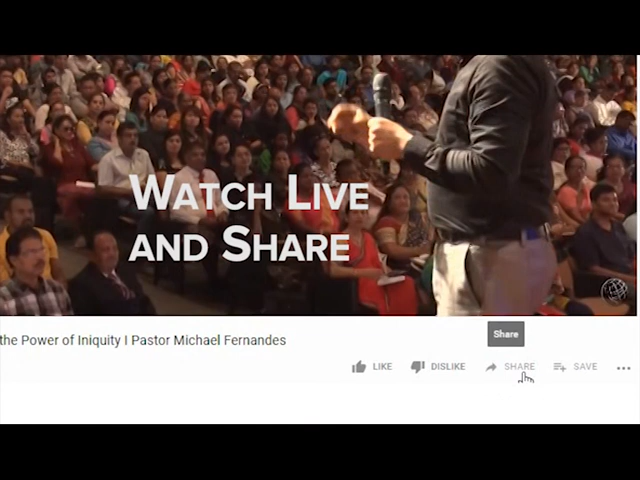 WATCH LIVE
AND SHARE
the Power of Iniquity I Pastor Michael Fernandes
Share
LIKE DISLIKE SHARE SAVE